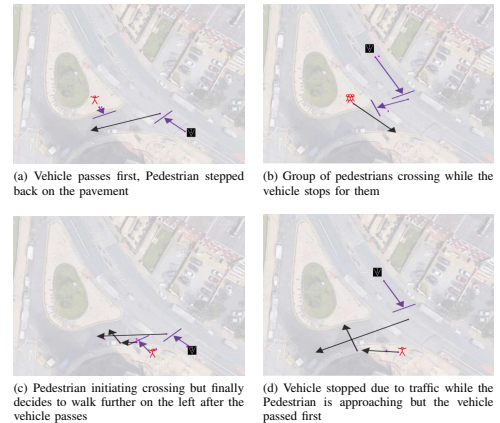 (a) Vehicle passes first, Pedestrian stepped
back on the pavement
(b) Group of pedestrians crossing while the
vehicle stops for them
(c) Pedestrian initiating crossing but finally
decides to walk further on the left after the
vehicle passes
(d) Vehicle stopped due to traffic while the
Pedestrian is approaching but the vehicle
passed first